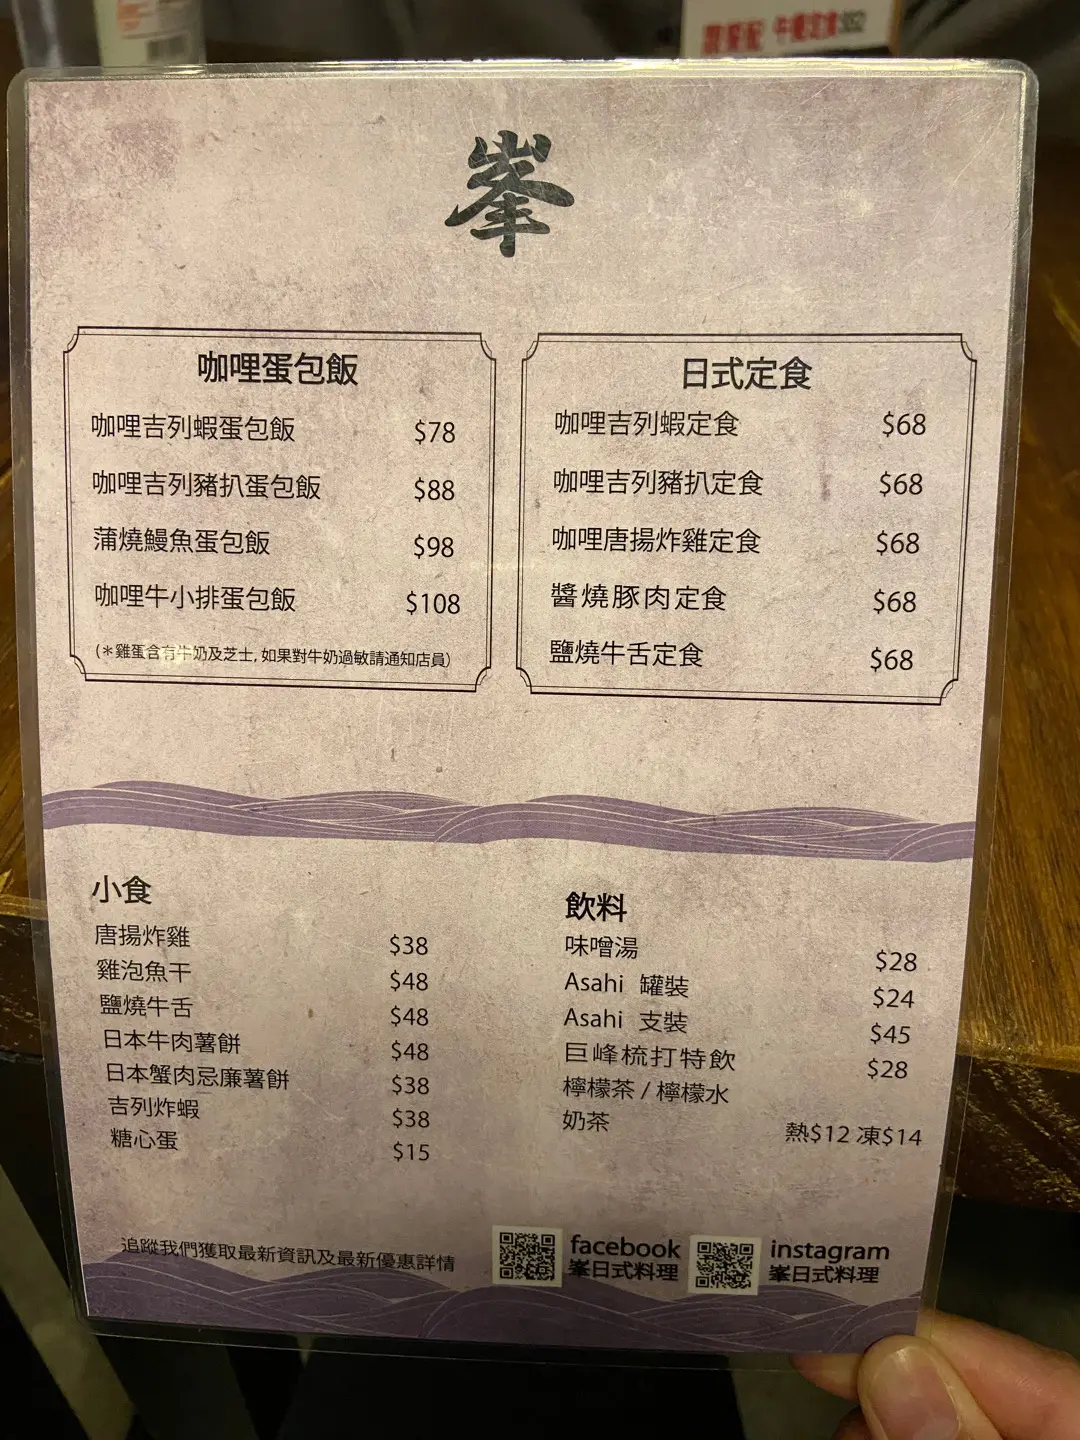 牛櫻定食$52
峯
咖哩蛋包飯
咖哩吉列蝦蛋包飯 $78
咖哩吉列豬扒蛋包飯 $88
蒲燒鰻魚蛋包飯 $98
咖哩牛小排蛋包飯 $108
(*雞蛋含有牛奶及芝士, 如果對牛奶過敏請通知店員)
日式定食
咖哩吉列蝦定食 $68
咖哩吉列豬扒定食 $68
咖哩唐揚炸雞定食 $68
醬燒豚肉定食 $68
鹽燒牛舌定食 $68
小食
唐揚炸雞 $38
雞泡魚干 $48
鹽燒牛舌 $48
日本牛肉薯餅 $48
日本蟹肉忌廉薯餅 $38
吉列炸蝦 $38
糖心蛋 $15
飲料
味噌湯 $28
Asahi 罐裝 $24
Asahi 支裝 $45
巨峰梳打特飲 $28
檸檬茶 / 檸檬水
奶茶 熱$12 凍$14
追蹤我們獲取最新資訊及最新優惠詳情
facebook
峯日式料理
instagram
峯日式料理